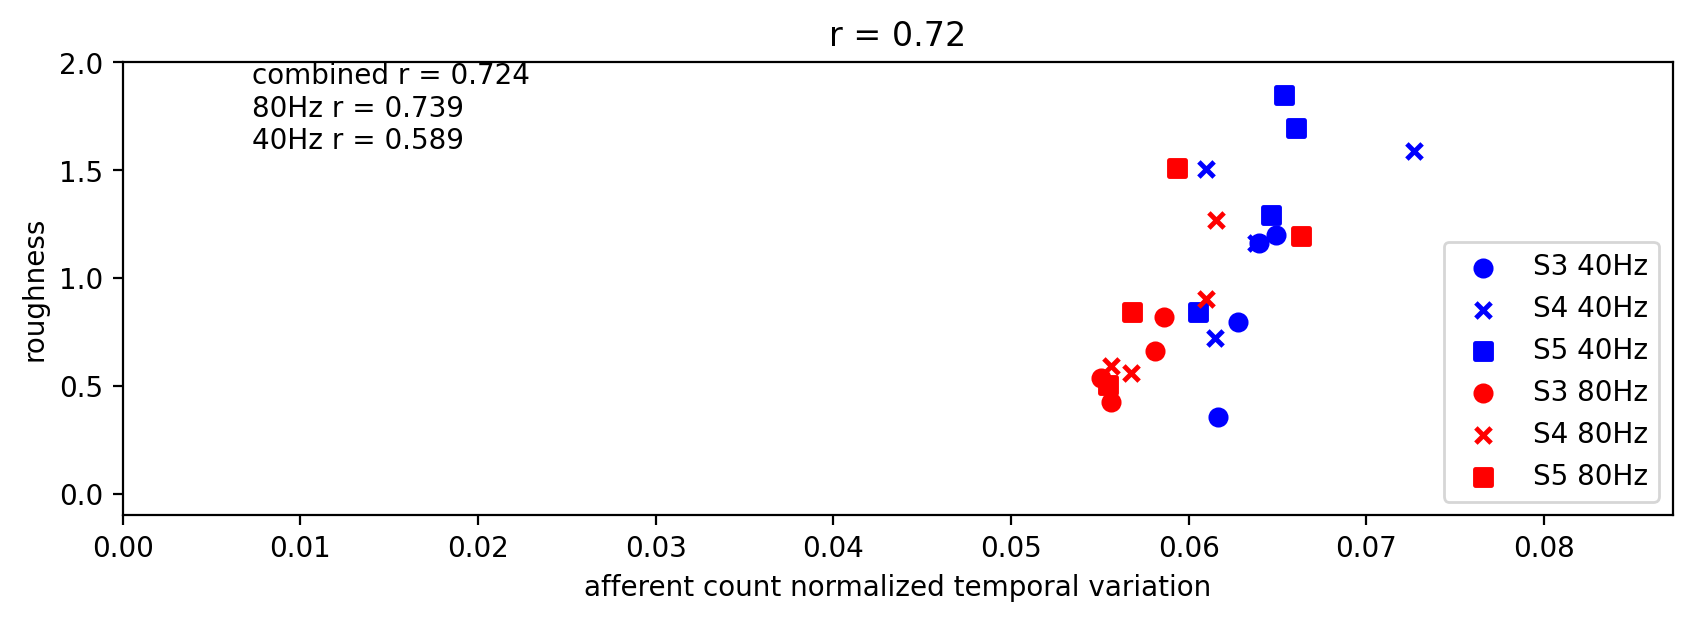 r = 0.72
combined r = 0.724
80Hz r = 0.739
40Hz r = 0.589
2.0
1.5
1.0
0.5
0.0
roughness
S3 40Hz
S4 40Hz
S5 40Hz
S3 80Hz
S4 80Hz
S5 80Hz
0.00 0.01 0.02 0.03 0.04 0.05 0.06 0.07 0.08
afferent count normalized temporal variation